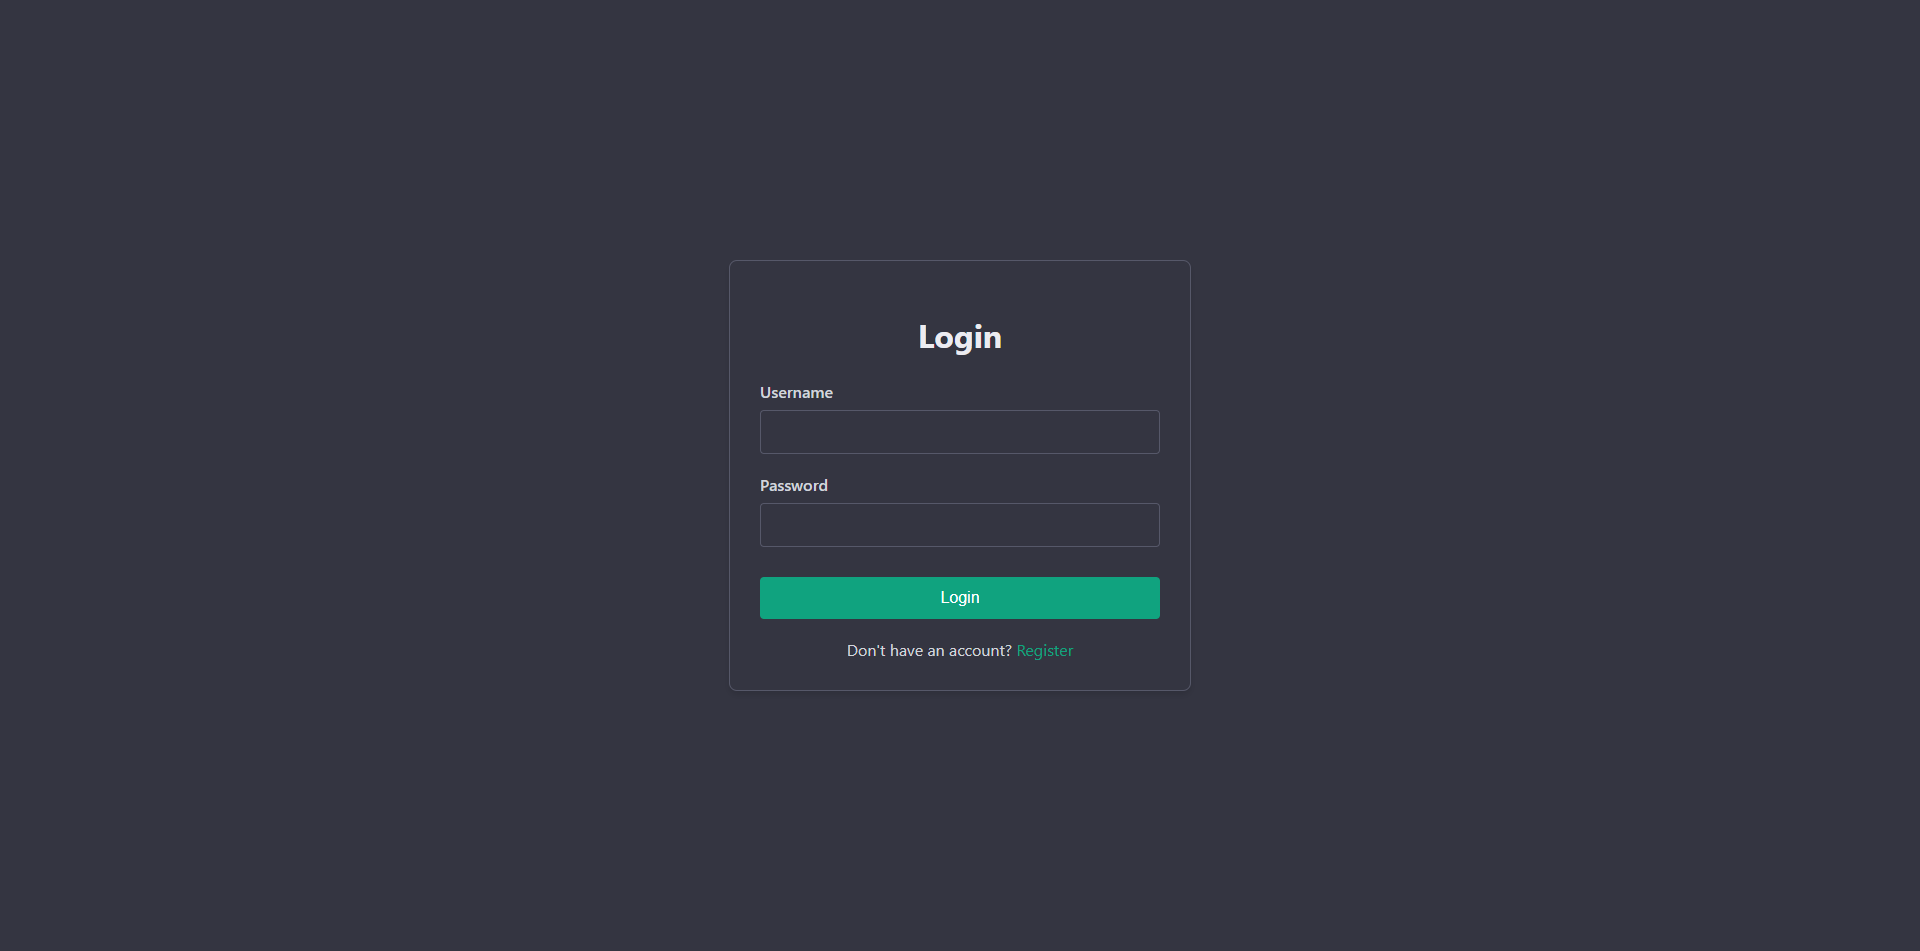 Login
Username
Password
Login
Don't have an account? Register